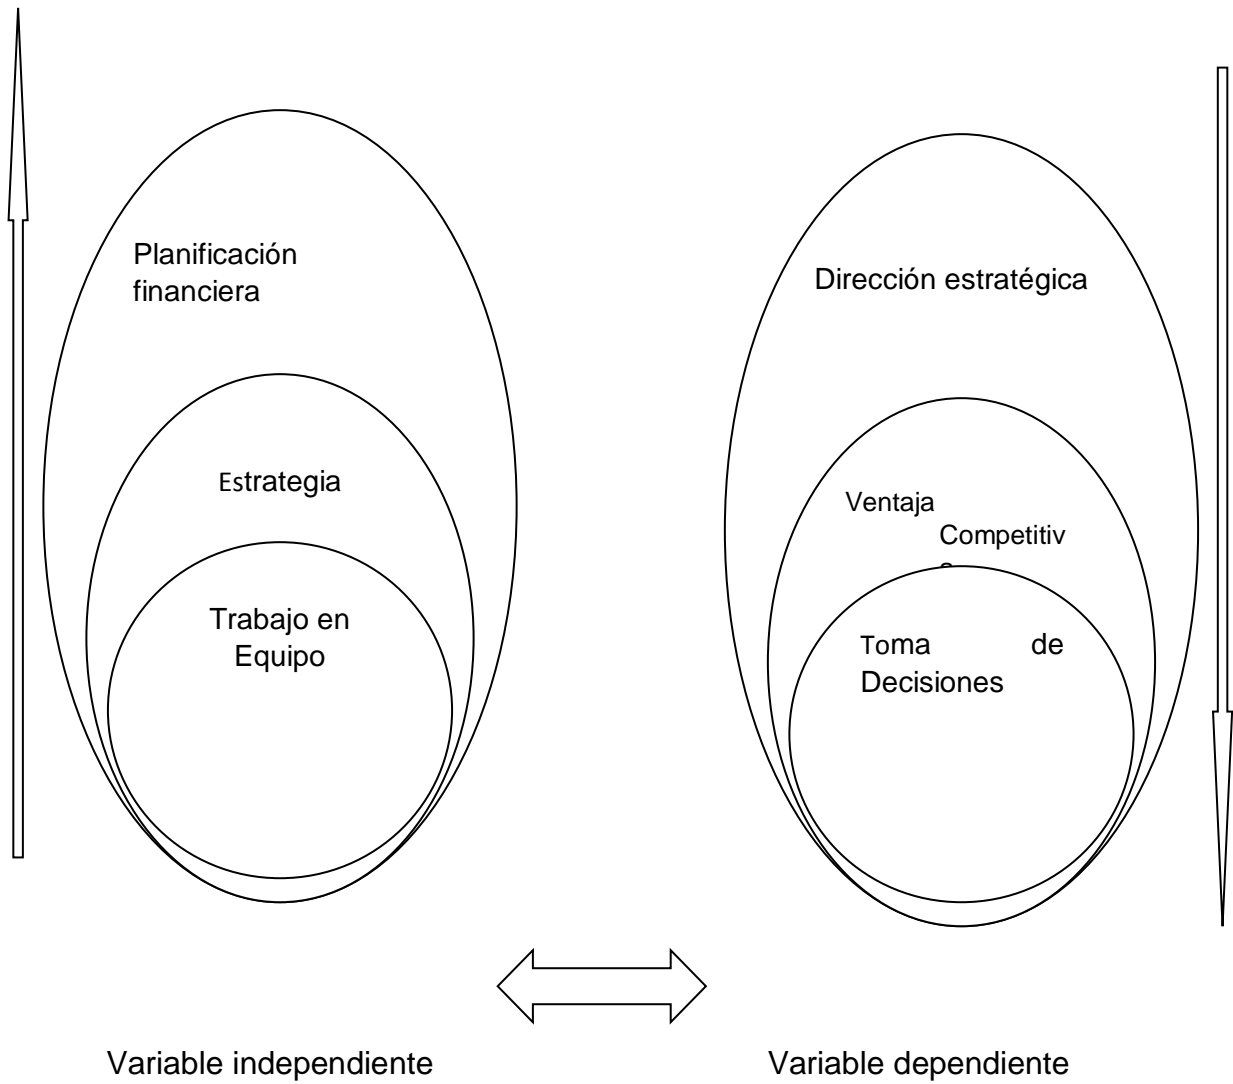 Planificación
financiera
Estrategia
Trabajo en
Equipo
Dirección estratégica
Ventaja
Competitiv
Toma de
Decisiones
Variable independiente
Variable dependiente